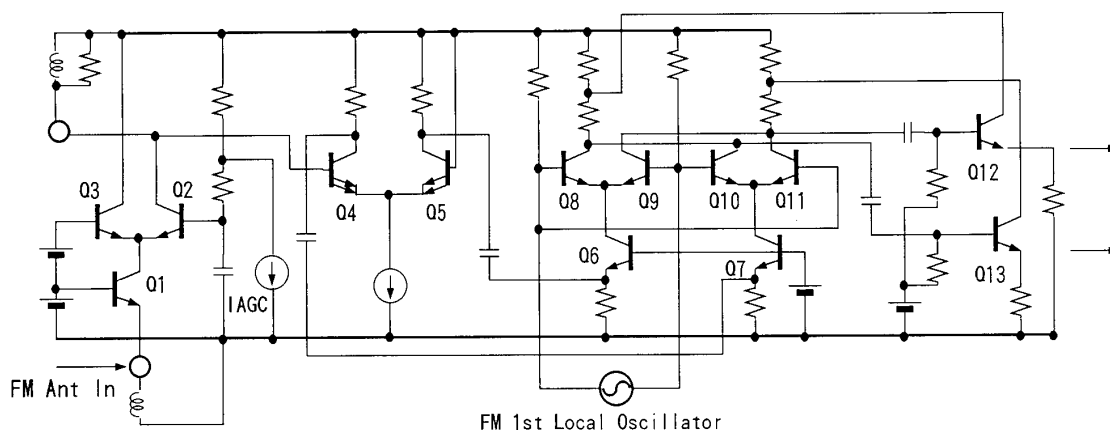 Q3
Q2
Q1
IAGC
FM Ant In
Q4
Q5
Q6
Q7
Q8
Q9
Q10
Q11
Q12
Q13
FM 1st Local Oscillator